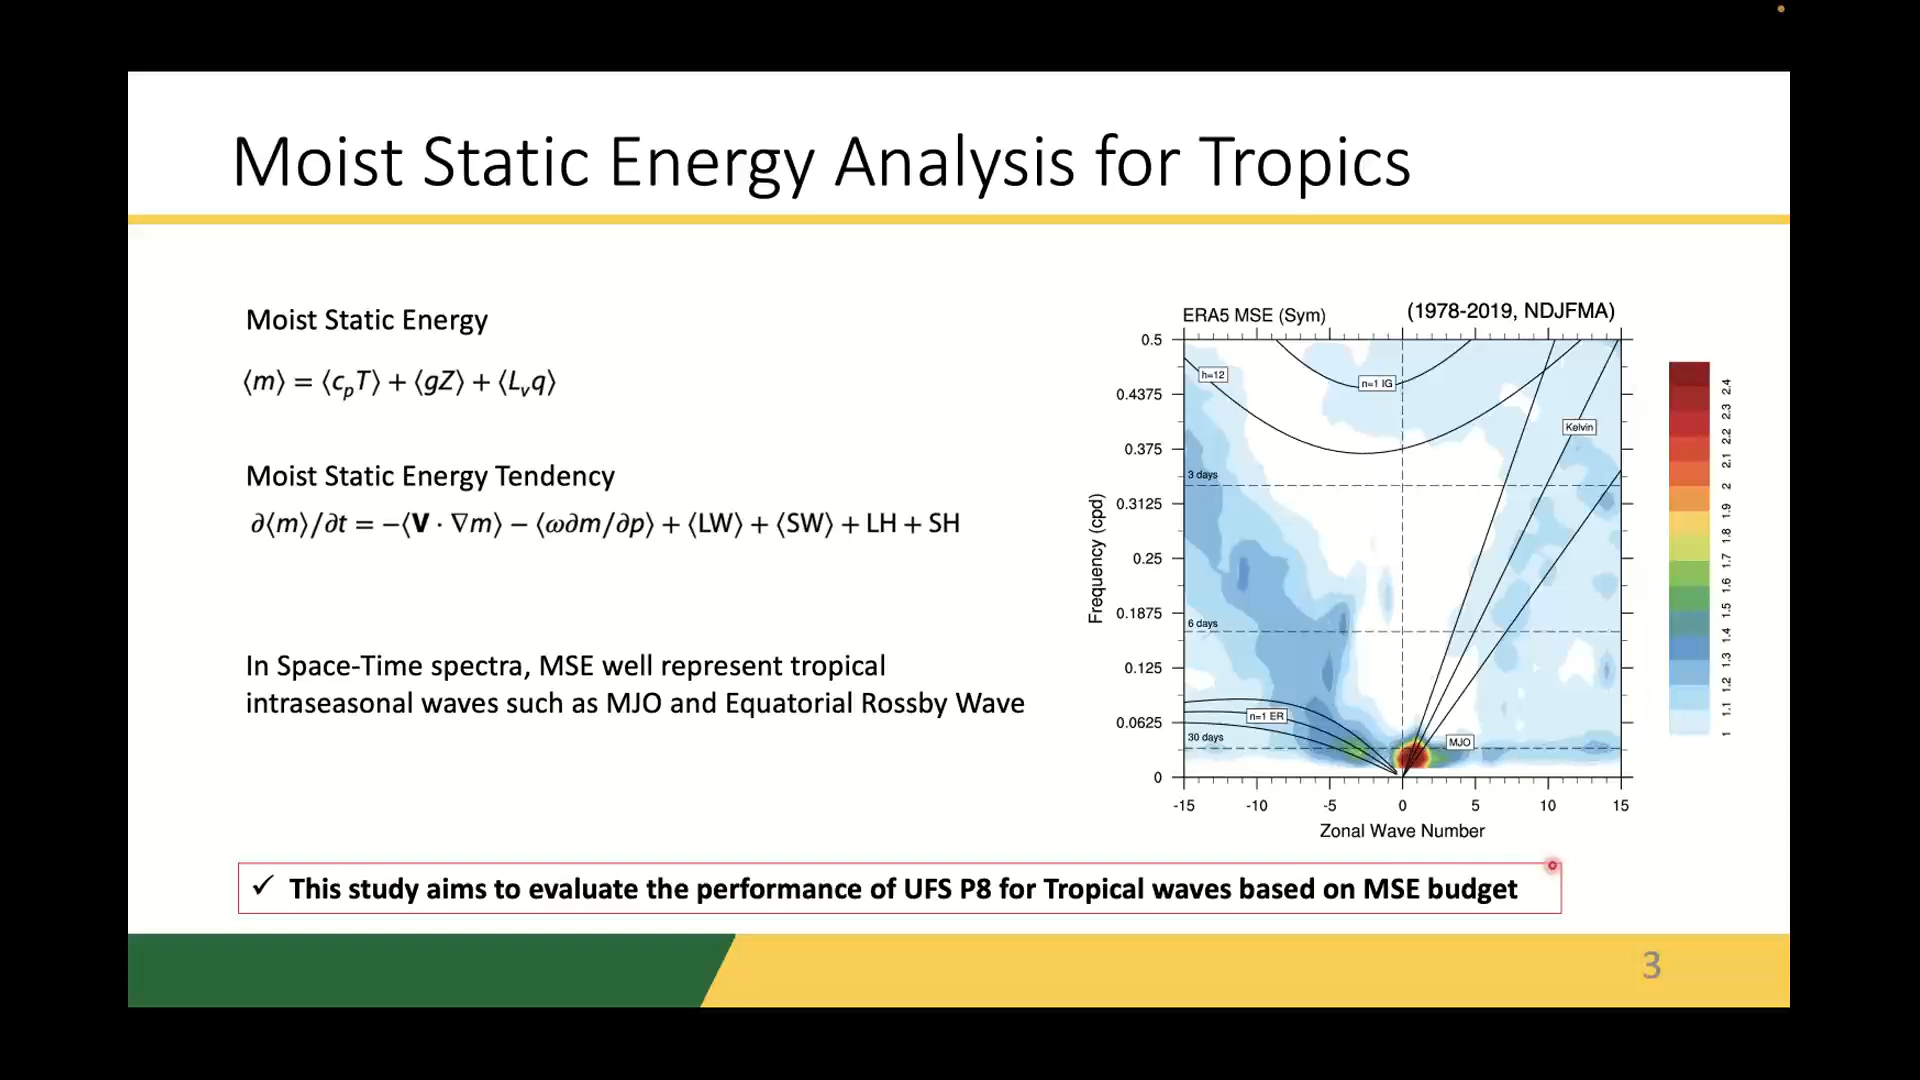 Moist Static Energy Analysis for Tropics
Moist Static Energy
⟨m⟩ = ⟨cₚT⟩ + ⟨gZ⟩ + ⟨Lᵥq⟩
Moist Static Energy Tendency
∂⟨m⟩/∂t = −⟨𝐕 · ∇m⟩ − ⟨ω∂m/∂p⟩ + ⟨LW⟩ + ⟨SW⟩ + LH + SH
In Space-Time spectra, MSE well represent tropical
intraseasonal waves such as MJO and Equatorial Rossby Wave
ERA5 MSE (Sym) (1978-2019, NDJFMA)
0.5
0.4375
0.375
0.3125
0.25
0.1875
0.125
0.0625
0
Frequency (cpd)
h=12
n=1 IG
Kelvin
3 days
6 days
n=1 ER
30 days
MJO
-15 -10 -5 0 5 10 15
Zonal Wave Number
2.4
2.3
2.2
2.1
2
1.9
1.8
1.7
1.6
1.5
1.4
1.3
1.2
1.1
1
✓ This study aims to evaluate the performance of UFS P8 for Tropical waves based on MSE budget
3